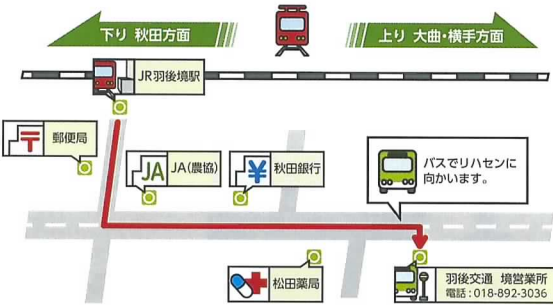 下り 秋田方面
上り 大曲・横手方面
JR羽後境駅
郵便局
JA
JA(農協)
秋田銀行
バスでリハセンに
向かいます。
松田薬局
羽後交通 境営業所
電話:018-892-3036